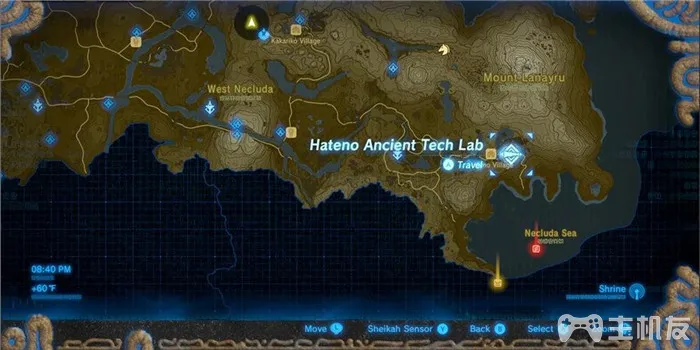 Kakariko Village
West Necluda
Mount Lanayru
Hateno Ancient Tech Lab
A Travel
Village
Necluda Sea
08:40 PM
+60°F
Shrine
Move L
Sheikah Sensor Y
Back B
Select
主机友